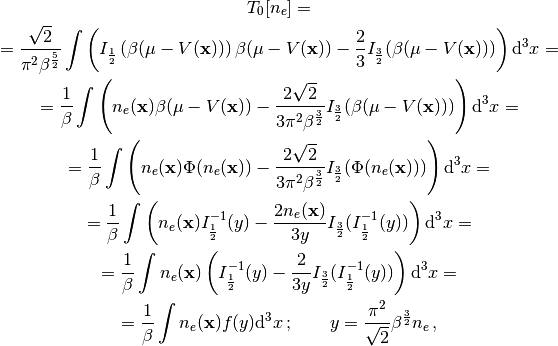 T_0[n_e] =
= \frac{\sqrt{2}}{\pi^2 \beta^{\frac{5}{2}}} \int \left( I_{\frac{1}{2}} \left( \beta(\mu - V(\mathbf{x})) \right) \beta(\mu - V(\mathbf{x})) - \frac{2}{3} I_{\frac{3}{2}} (\beta(\mu - V(\mathbf{x}))) \right) \mathrm{d}^3 x =
= \frac{1}{\beta} \int \left( n_e(\mathbf{x}) \beta(\mu - V(\mathbf{x})) - \frac{2\sqrt{2}}{3\pi^2 \beta^{\frac{3}{2}}} I_{\frac{3}{2}} (\beta(\mu - V(\mathbf{x}))) \right) \mathrm{d}^3 x =
= \frac{1}{\beta} \int \left( n_e(\mathbf{x}) \Phi(n_e(\mathbf{x})) - \frac{2\sqrt{2}}{3\pi^2 \beta^{\frac{3}{2}}} I_{\frac{3}{2}} (\Phi(n_e(\mathbf{x}))) \right) \mathrm{d}^3 x =
= \frac{1}{\beta} \int \left( n_e(\mathbf{x}) I_{\frac{1}{2}}^{-1}(y) - \frac{2 n_e(\mathbf{x})}{3y} I_{\frac{3}{2}} (I_{\frac{1}{2}}^{-1}(y)) \right) \mathrm{d}^3 x =
= \frac{1}{\beta} \int n_e(\mathbf{x}) \left( I_{\frac{1}{2}}^{-1}(y) - \frac{2}{3y} I_{\frac{3}{2}} (I_{\frac{1}{2}}^{-1}(y)) \right) \mathrm{d}^3 x =
= \frac{1}{\beta} \int n_e(\mathbf{x}) f(y) \mathrm{d}^3 x \, ; \qquad y = \frac{\pi^2}{\sqrt{2}} \beta^{\frac{3}{2}} n_e \, ,